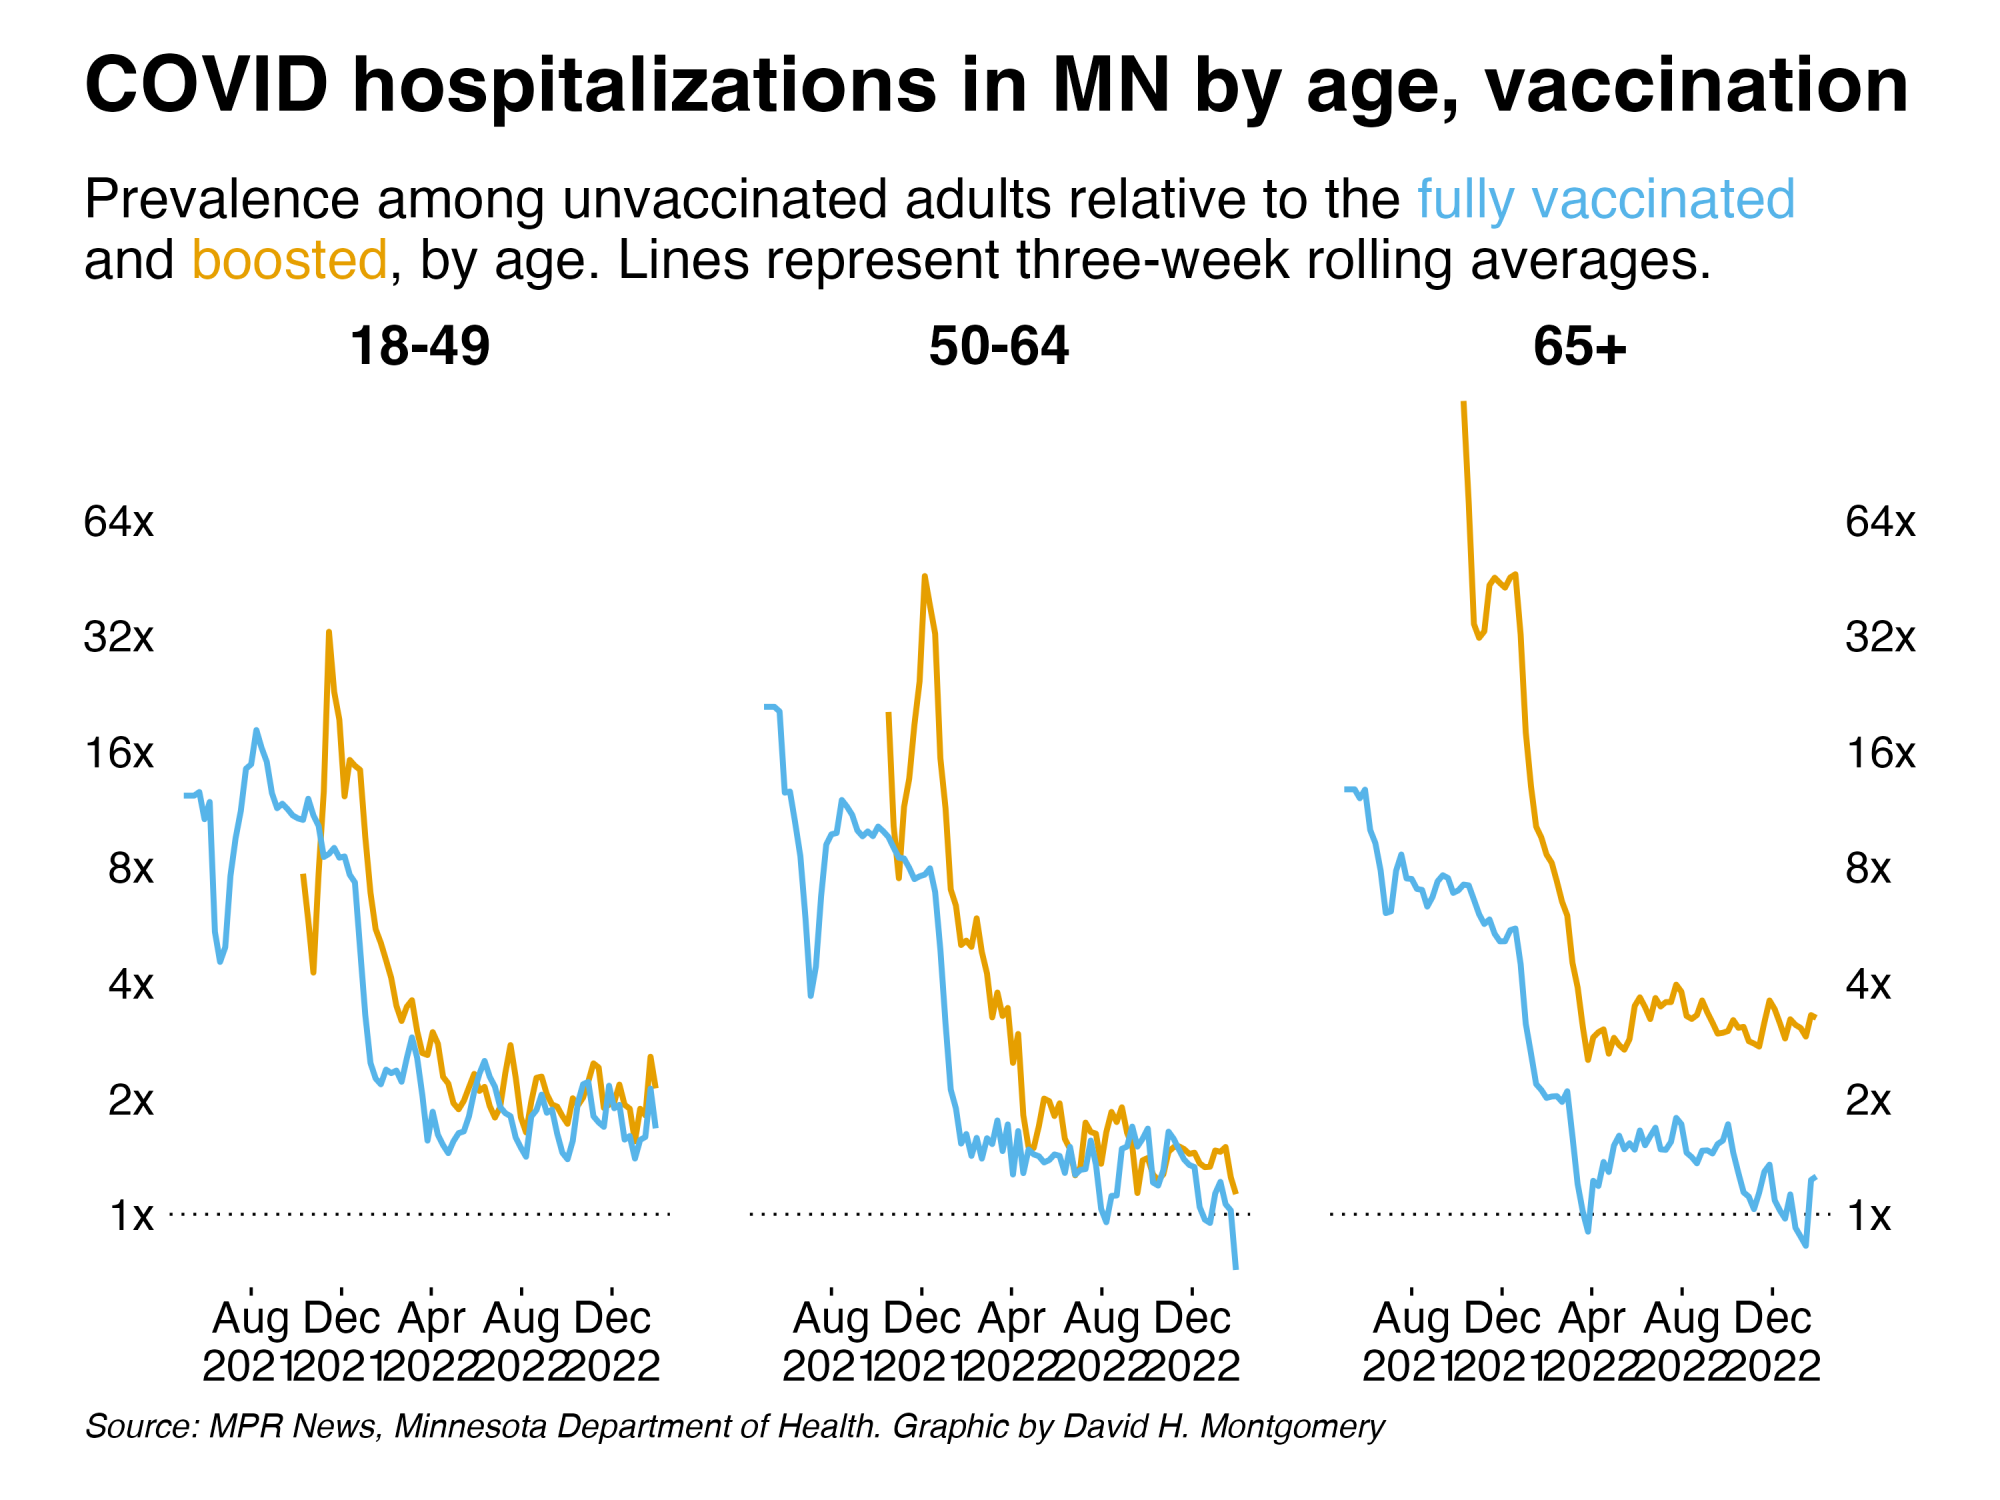 COVID hospitalizations in MN by age, vaccination
Prevalence among unvaccinated adults relative to the fully vaccinated
and boosted, by age. Lines represent three-week rolling averages.
18-49 50-64 65+
64x 64x
32x 32x
16x 16x
8x 8x
4x 4x
2x 2x
1x 1x
Aug Dec Apr Aug Dec Aug Dec Apr Aug Dec Aug Dec Apr Aug Dec
2021 2021 2022 2022 2022 2021 2021 2022 2022 2022 2021 2021 2022 2022 2022
Source: MPR News, Minnesota Department of Health. Graphic by David H. Montgomery